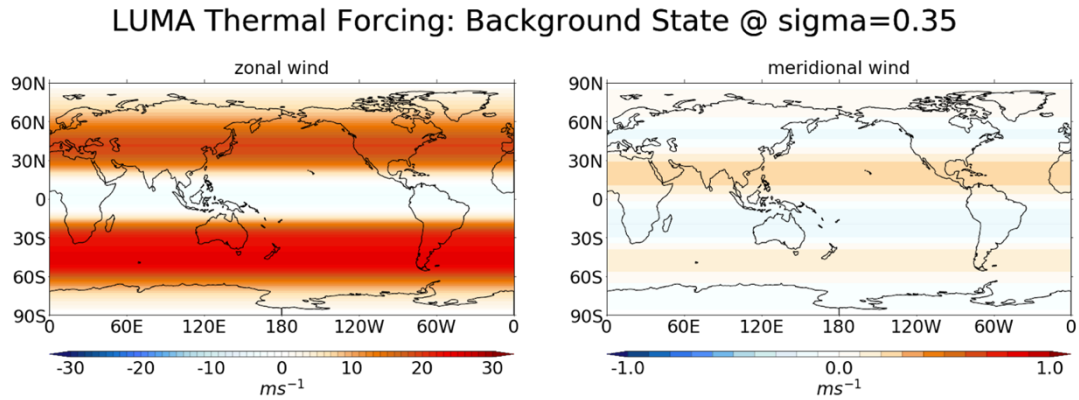 LUMA Thermal Forcing: Background State @ sigma=0.35
zonal wind
90N
60N
30N
0
30S
60S
90S
0 60E 120E 180 120W 60W 0
-30 -20 -10 0 10 20 30
ms⁻¹
meridional wind
90N
60N
30N
0
30S
60S
90S
0 60E 120E 180 120W 60W 0
-1.0 0.0 1.0
ms⁻¹